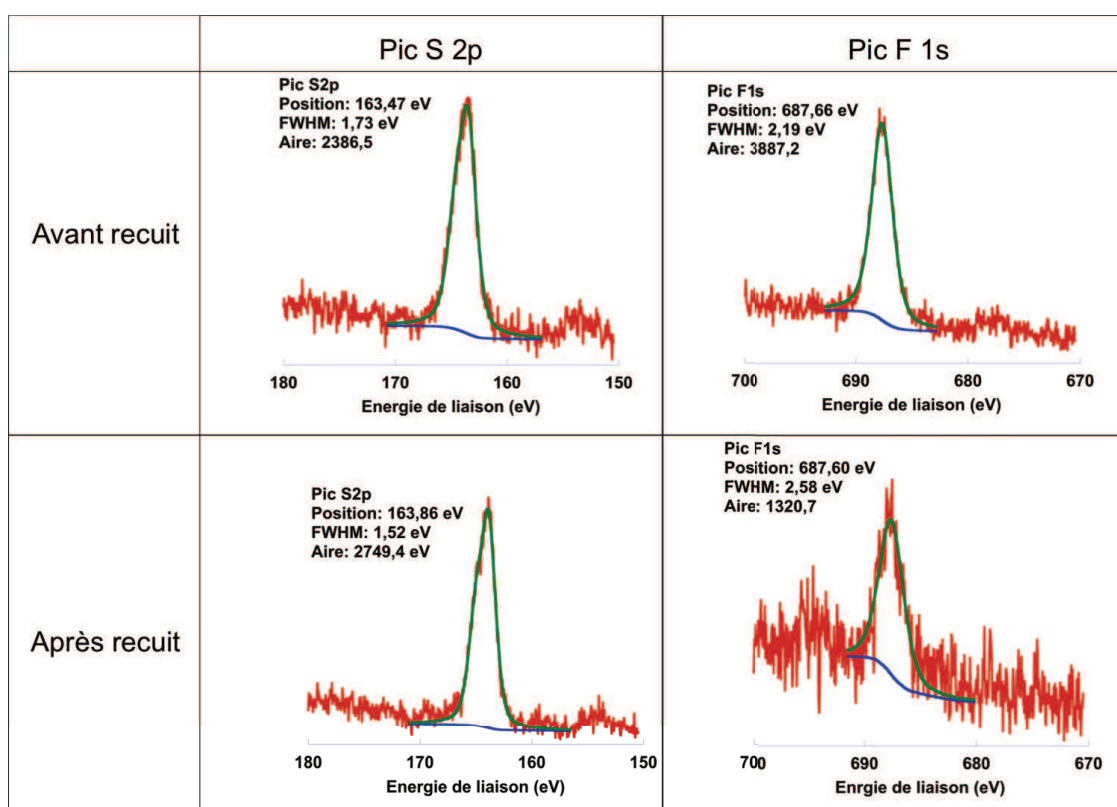 Pic S 2p
Pic F 1s
Avant recuit
Pic S2p
Position: 163,47 eV
FWHM: 1,73 eV
Aire: 2386,5
180 170 160 150
Energie de liaison (eV)
Pic F1s
Position: 687,66 eV
FWHM: 2,19 eV
Aire: 3887,2
700 690 680 670
Energie de liaison (eV)
Après recuit
Pic S2p
Position: 163,86 eV
FWHM: 1,52 eV
Aire: 2749,4 eV
180 170 160 150
Energie de liaison (eV)
Pic F1s
Position: 687,60 eV
FWHM: 2,58 eV
Aire: 1320,7
700 690 680 670
Enrgie de liaison (eV)